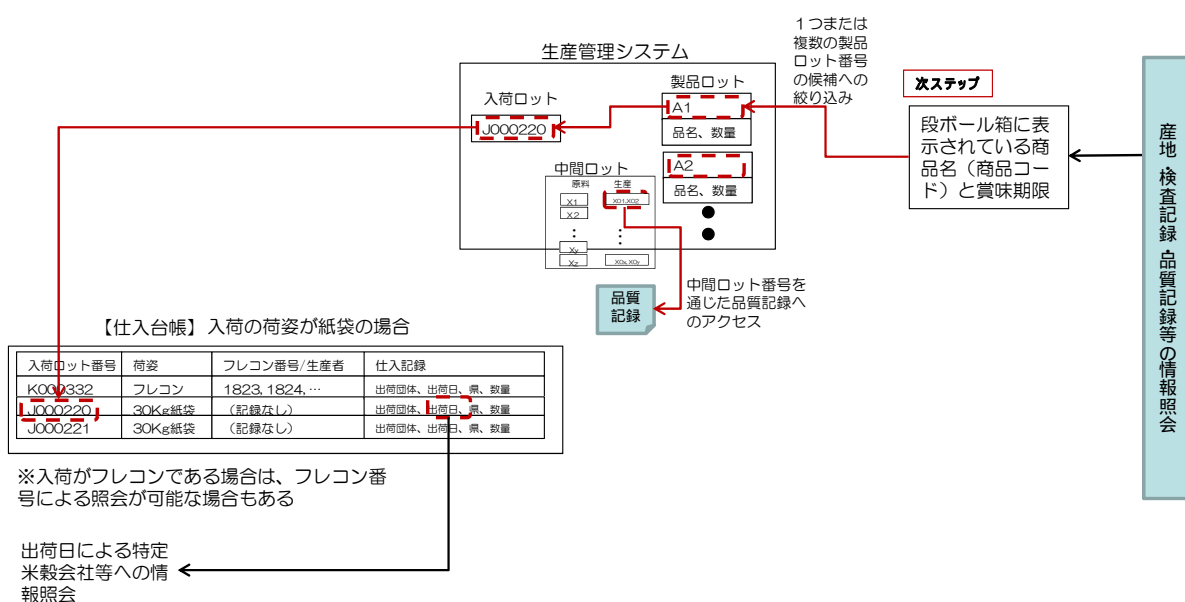 生産管理システム
入荷ロット
J000220
製品ロット
A1
品名、数量
A2
品名、数量
●
●
中間ロット
原料
生産
X1
X2
：
Xy
Xz
X01,X02
：
X0x,X0y
1つまたは
複数の製品
ロット番号
の候補への
絞り込み
次ステップ
段ボール箱に表
示されている商
品名（商品コー
ド）と賞味期限
産地・検査記録・品質記録等の情報照会
品質
記録
中間ロット番号を
通じた品質記録へ
のアクセス
【仕入台帳】入荷の荷姿が紙袋の場合
入荷ロット番号 荷姿 フレコン番号/生産者 仕入記録
K000332 フレコン 1823, 1824, … 出荷団体、出荷日、県、数量
J000220 30Kg紙袋 （記録なし） 出荷団体、出荷日、県、数量
J000221 30Kg紙袋 （記録なし） 出荷団体、出荷日、県、数量
※入荷がフレコンである場合は、フレコン番
号による照会が可能な場合もある
出荷日による特定
米穀会社等への情
報照会